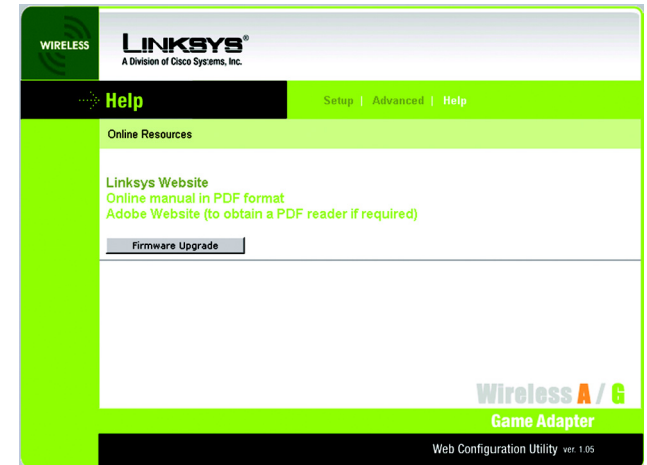 WIRELESS
LINKSYS®
A Division of Cisco Systems, Inc.
Help
Setup | Advanced | Help
Online Resources
Linksys Website
Online manual in PDF format
Adobe Website (to obtain a PDF reader if required)
Firmware Upgrade
Wireless A / G
Game Adapter
Web Configuration Utility ver. 1.05